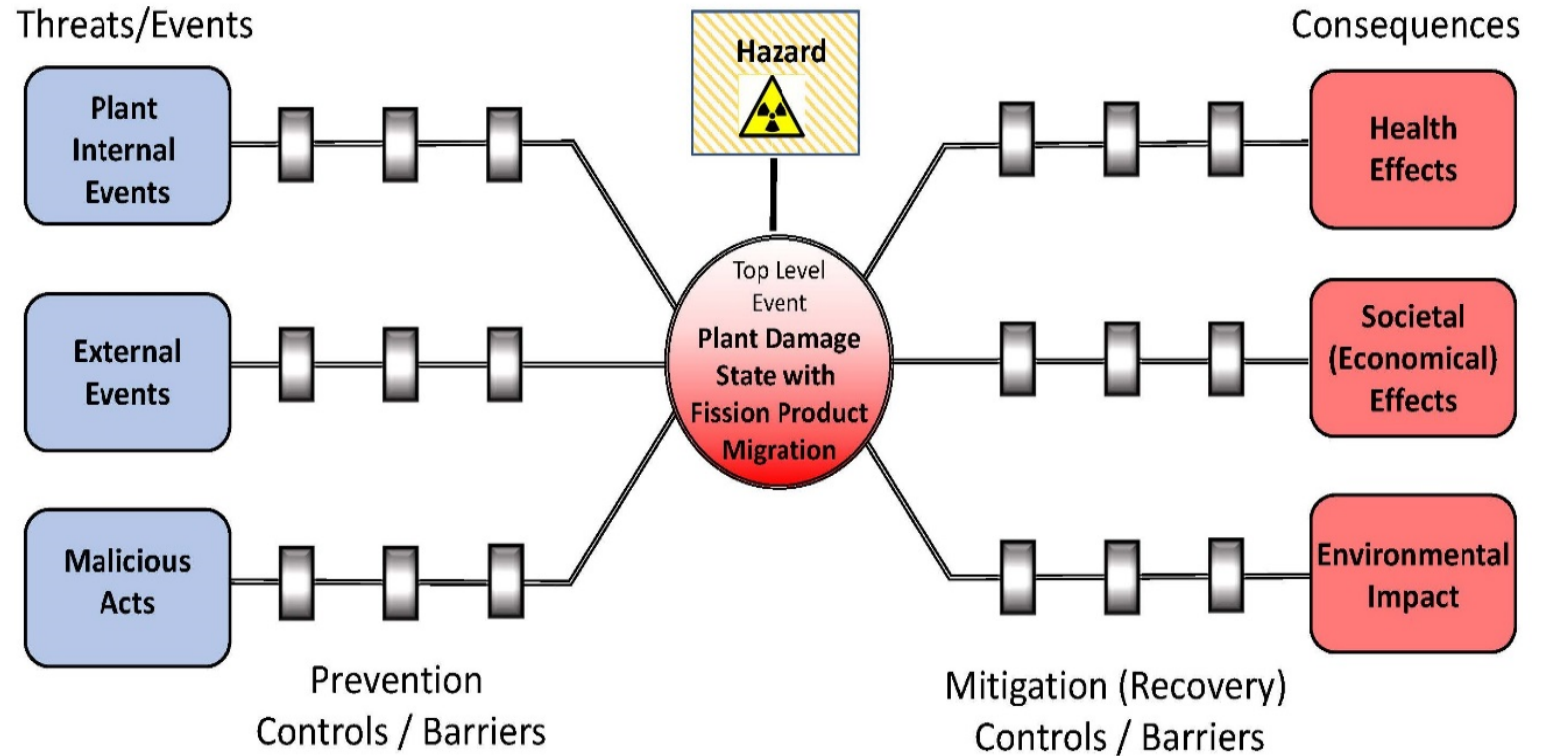 Threats/Events
Plant
Internal
Events
External
Events
Malicious
Acts
Prevention
Controls / Barriers
Hazard
Top Level
Event
Plant Damage
State with
Fission Product
Migration
Consequences
Health
Effects
Societal
(Economical)
Effects
Environmental
Impact
Mitigation (Recovery)
Controls / Barriers